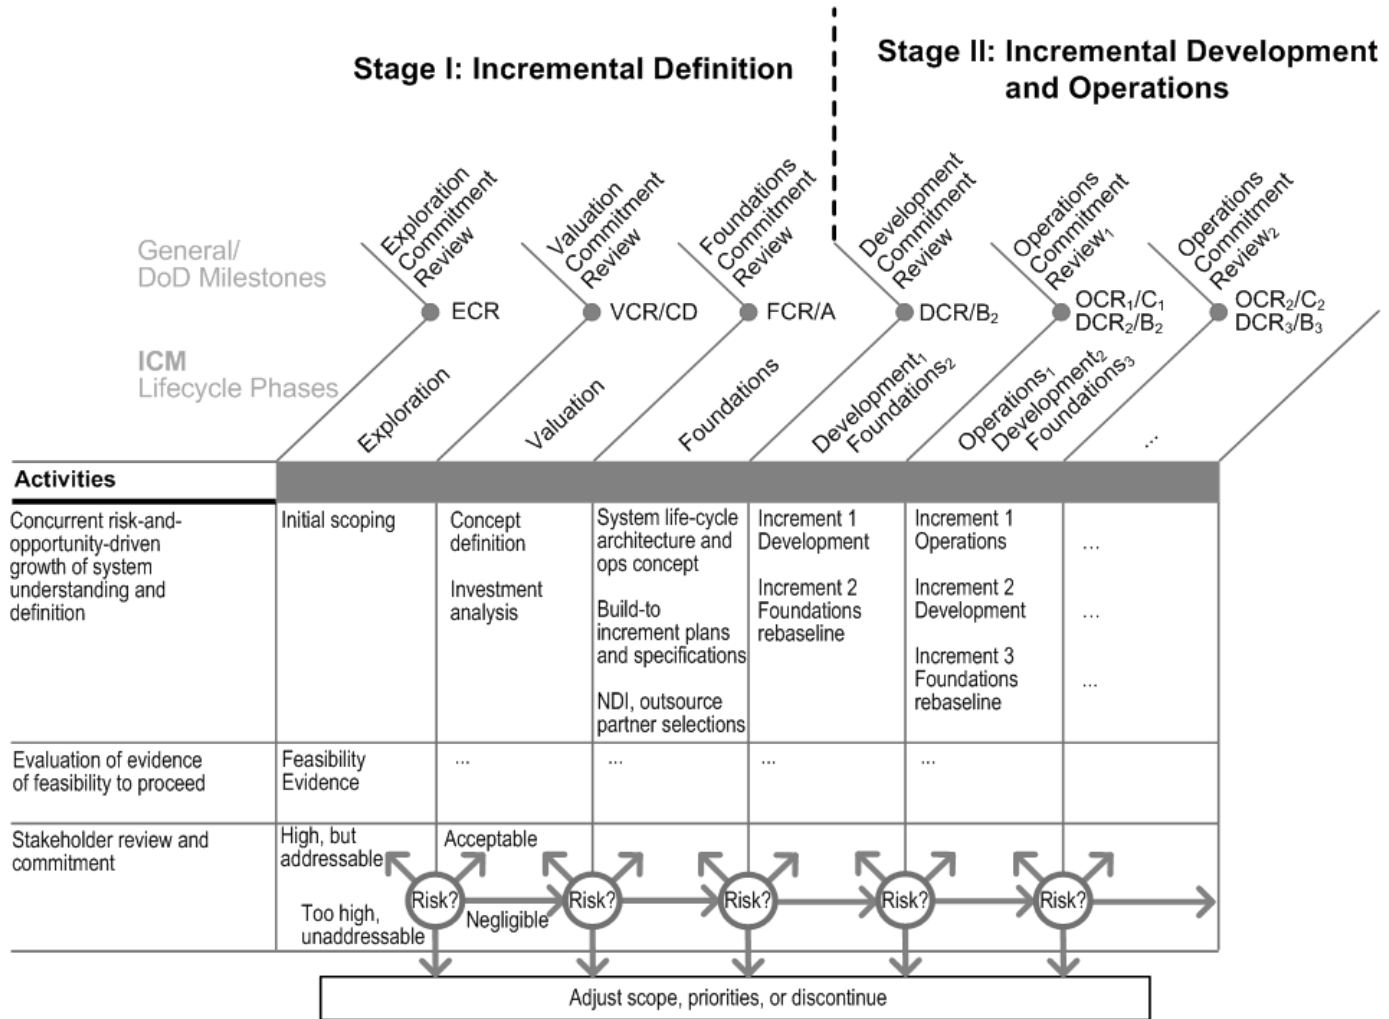 Stage I: Incremental Definition
Stage II: Incremental Development
and Operations
General/
DoD Milestones
Exploration
Commitment
Review
Valuation
Commitment
Review
Foundations
Commitment
Review
Development
Commitment
Review
Operations
Commitment
Review₁
Operations
Commitment
Review₂
ECR
VCR/CD
FCR/A
DCR/B₂
OCR₁/C₁
DCR₂/B₂
OCR₂/C₂
DCR₃/B₃
ICM
Lifecycle Phases
Exploration
Valuation
Foundations
Development₁
Foundations₂
Operations₁
Development₂
Foundations₃
...
Activities
Concurrent risk-and-
opportunity-driven
growth of system
understanding and
definition
Initial scoping
Concept
definition
Investment
analysis
System life-cycle
architecture and
ops concept
Build-to
increment plans
and specifications
NDI, outsource
partner selections
Increment 1
Development
Increment 2
Foundations
rebaseline
Increment 1
Operations
Increment 2
Development
Increment 3
Foundations
rebaseline
...
...
...
Evaluation of evidence
of feasibility to proceed
Feasibility
Evidence
...
...
...
...
Stakeholder review and
commitment
High, but
addressable
Acceptable
Risk?
Risk?
Risk?
Risk?
Risk?
Too high,
unaddressable
Negligible
Adjust scope, priorities, or discontinue